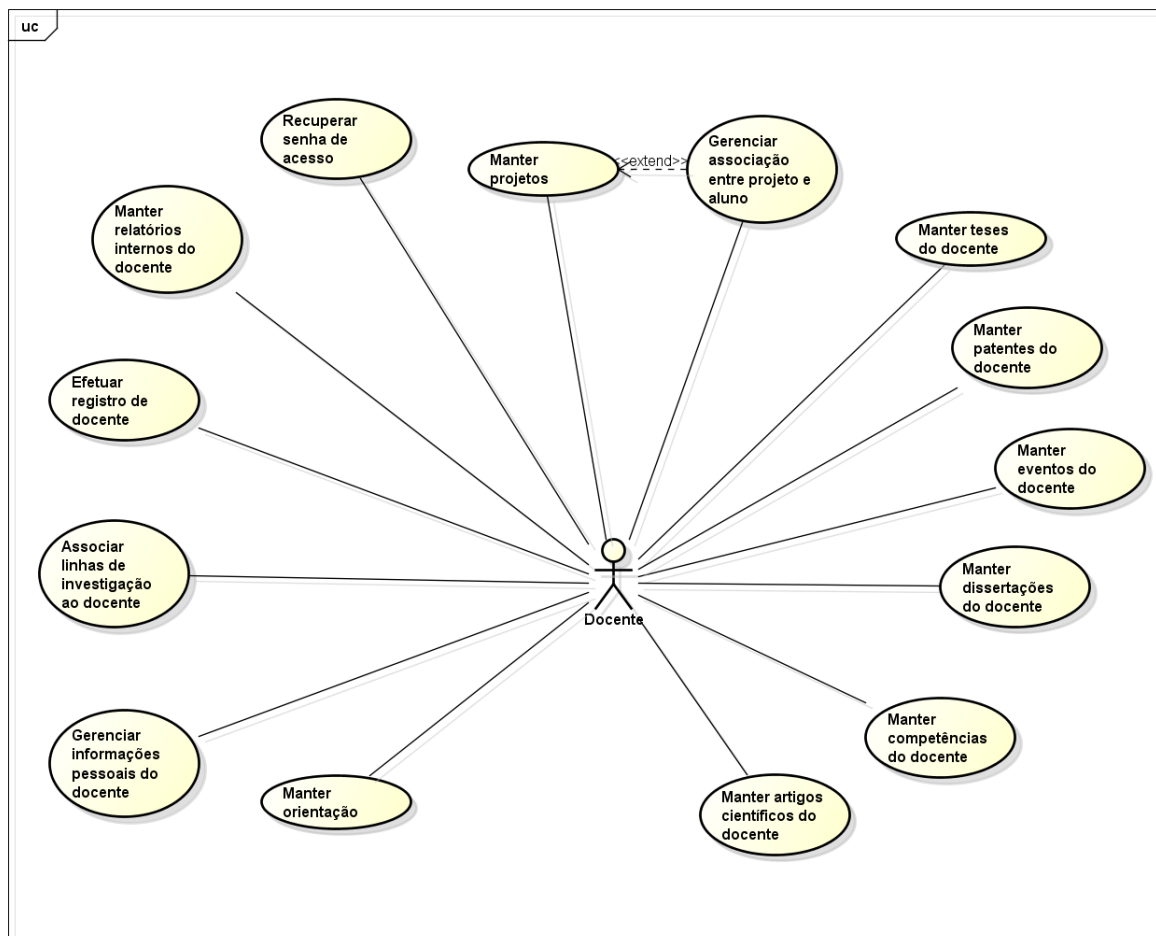 uc
Recuperar
senha de
acesso
Manter
projetos
<<extend>>
Gerenciar
associação
entre projeto e
aluno
Manter
relatórios
internos do
docente
Manter teses
do docente
Manter
patentes do
docente
Efetuar
registro de
docente
Manter
eventos do
docente
Associar
linhas de
investigação
ao docente
Docente
Manter
dissertações
do docente
Gerenciar
informações
pessoais do
docente
Manter
orientação
Manter artigos
científicos do
docente
Manter
competências
do docente